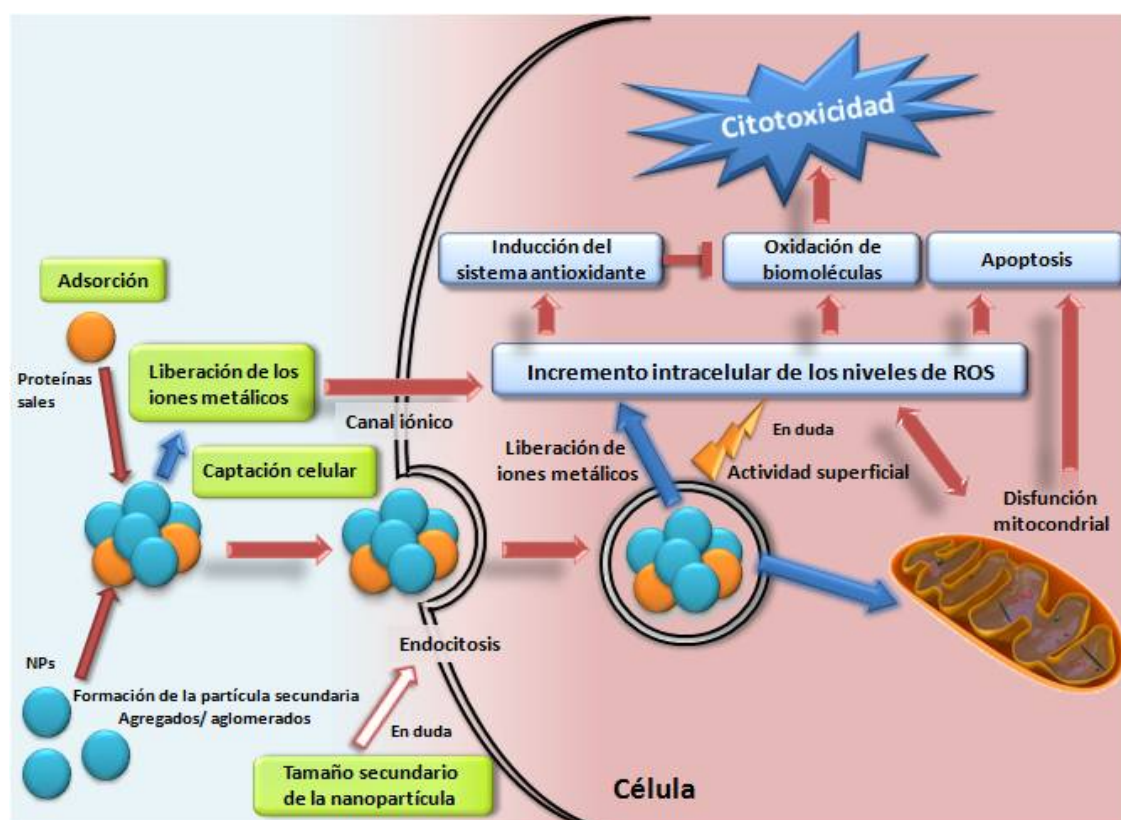 Citotoxicidad
Inducción del
sistema antioxidante
Oxidación de
biomoléculas
Apoptosis
Adsorción
Proteínas
sales
Liberación de los
iones metálicos
Canal iónico
Incremento intracelular de los niveles de ROS
Captación celular
Liberación de
iones metálicos
En duda
Actividad superficial
Disfunción
mitocondrial
Endocitosis
NPs
Formación de la partícula secundaria
Agregados/ aglomerados
En duda
Tamaño secundario
de la nanopartícula
Célula